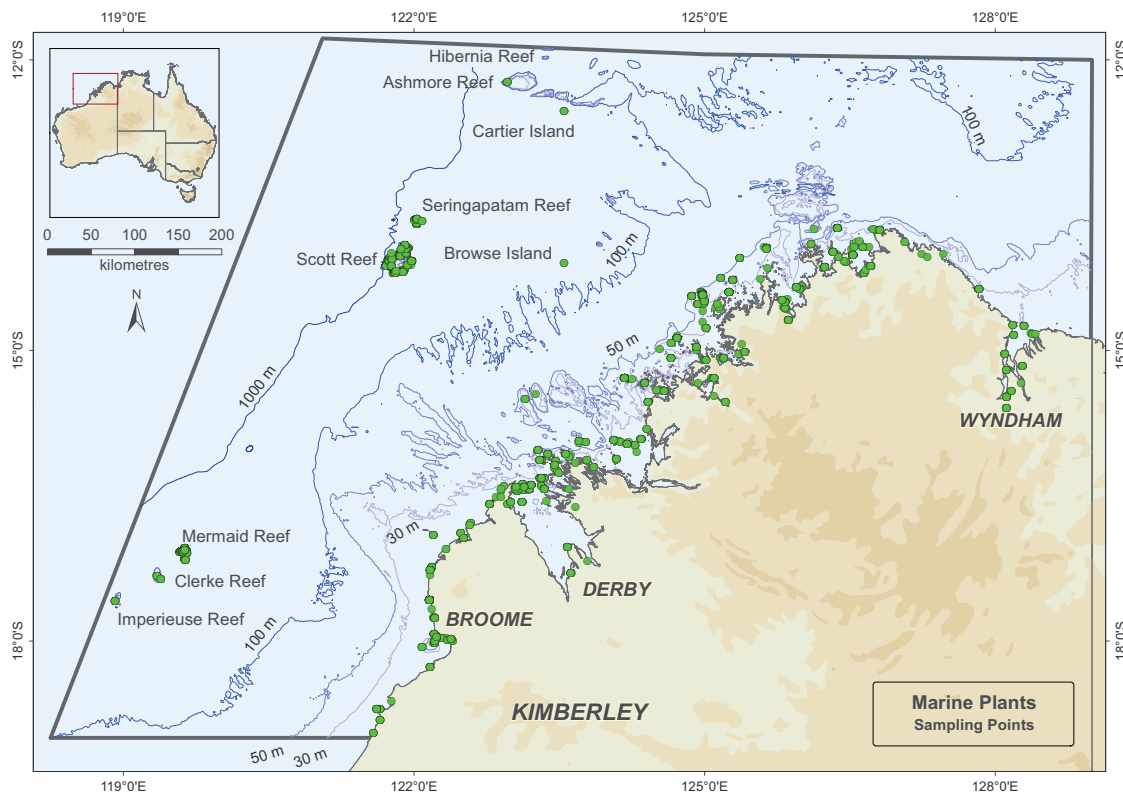 119°0'E
122°0'E
125°0'E
128°0'E
12°0'S
12°0'S
Hibernia Reef
Ashmore Reef
Cartier Island
100 m
Seringapatam Reef
0 50 100 150 200
kilometres
Scott Reef
Browse Island
100 m
N
50 m
15°0'S
15°0'S
1000 m
WYNDHAM
30 m
Mermaid Reef
Clerke Reef
DERBY
Imperieuse Reef
BROOME
100 m
18°0'S
18°0'S
KIMBERLEY
Marine Plants
Sampling Points
50 m
30 m
119°0'E
122°0'E
125°0'E
128°0'E